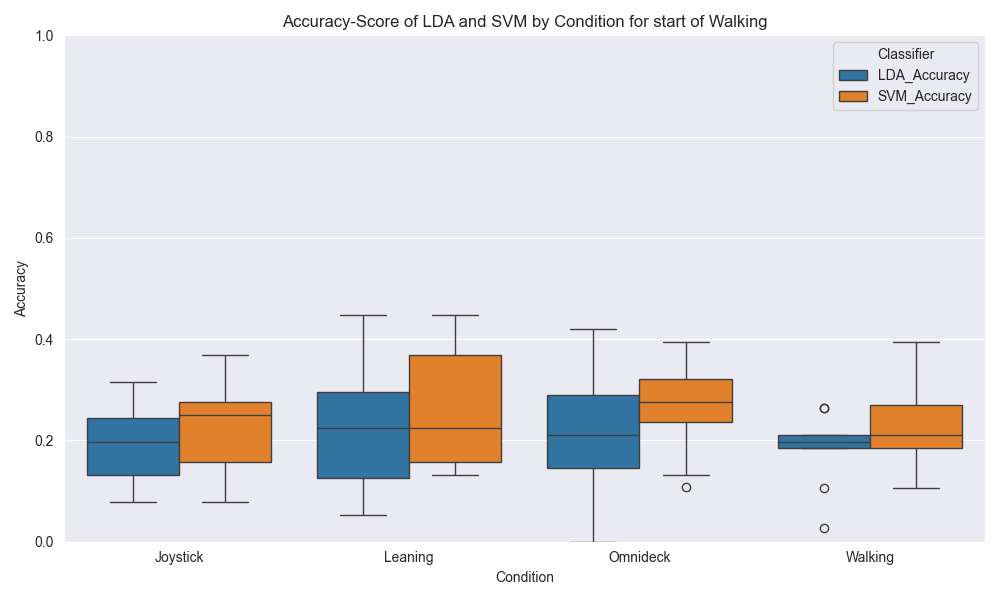 Accuracy-Score of LDA and SVM by Condition for start of Walking
Classifier
LDA_Accuracy
SVM_Accuracy
1.0
0.8
0.6
0.4
0.2
0.0
Accuracy
Joystick
Leaning
Omnideck
Walking
Condition